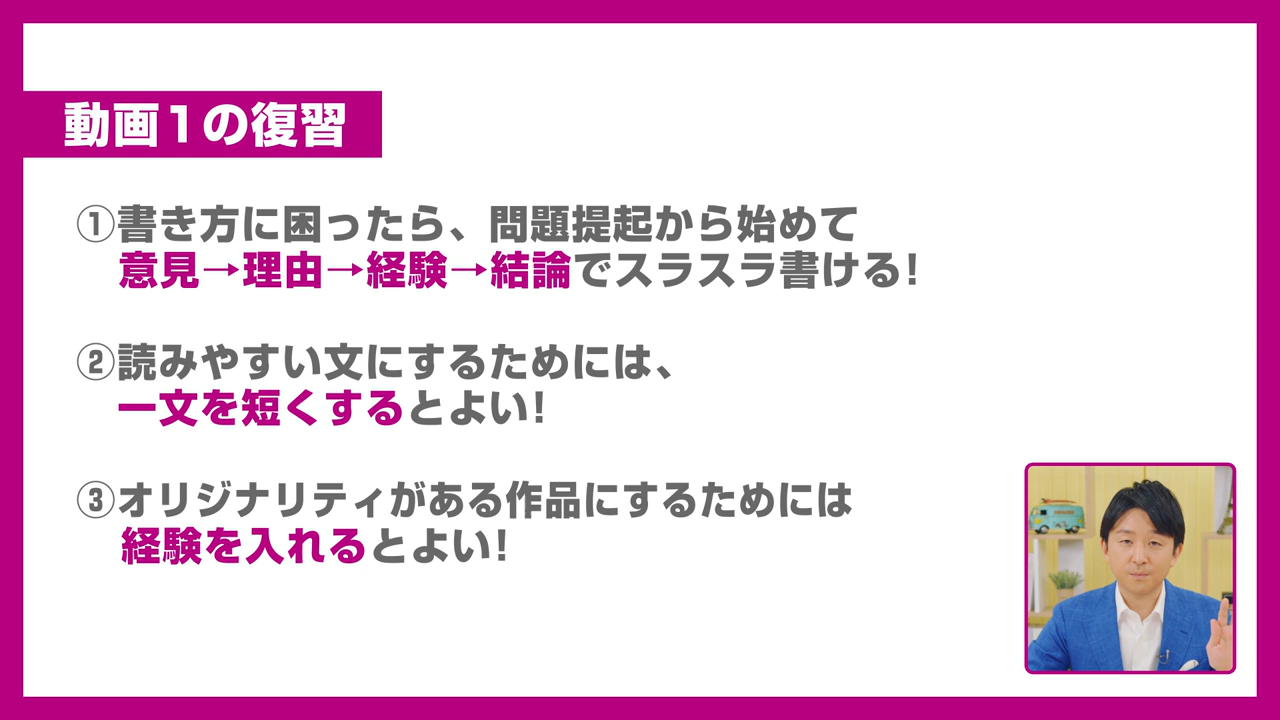 動画1の復習
①書き方に困ったら、問題提起から始めて
意見→理由→経験→結論でスラスラ書ける!
②読みやすい文にするためには、
一文を短くするとよい!
③オリジナリティがある作品にするためには
経験を入れるとよい!